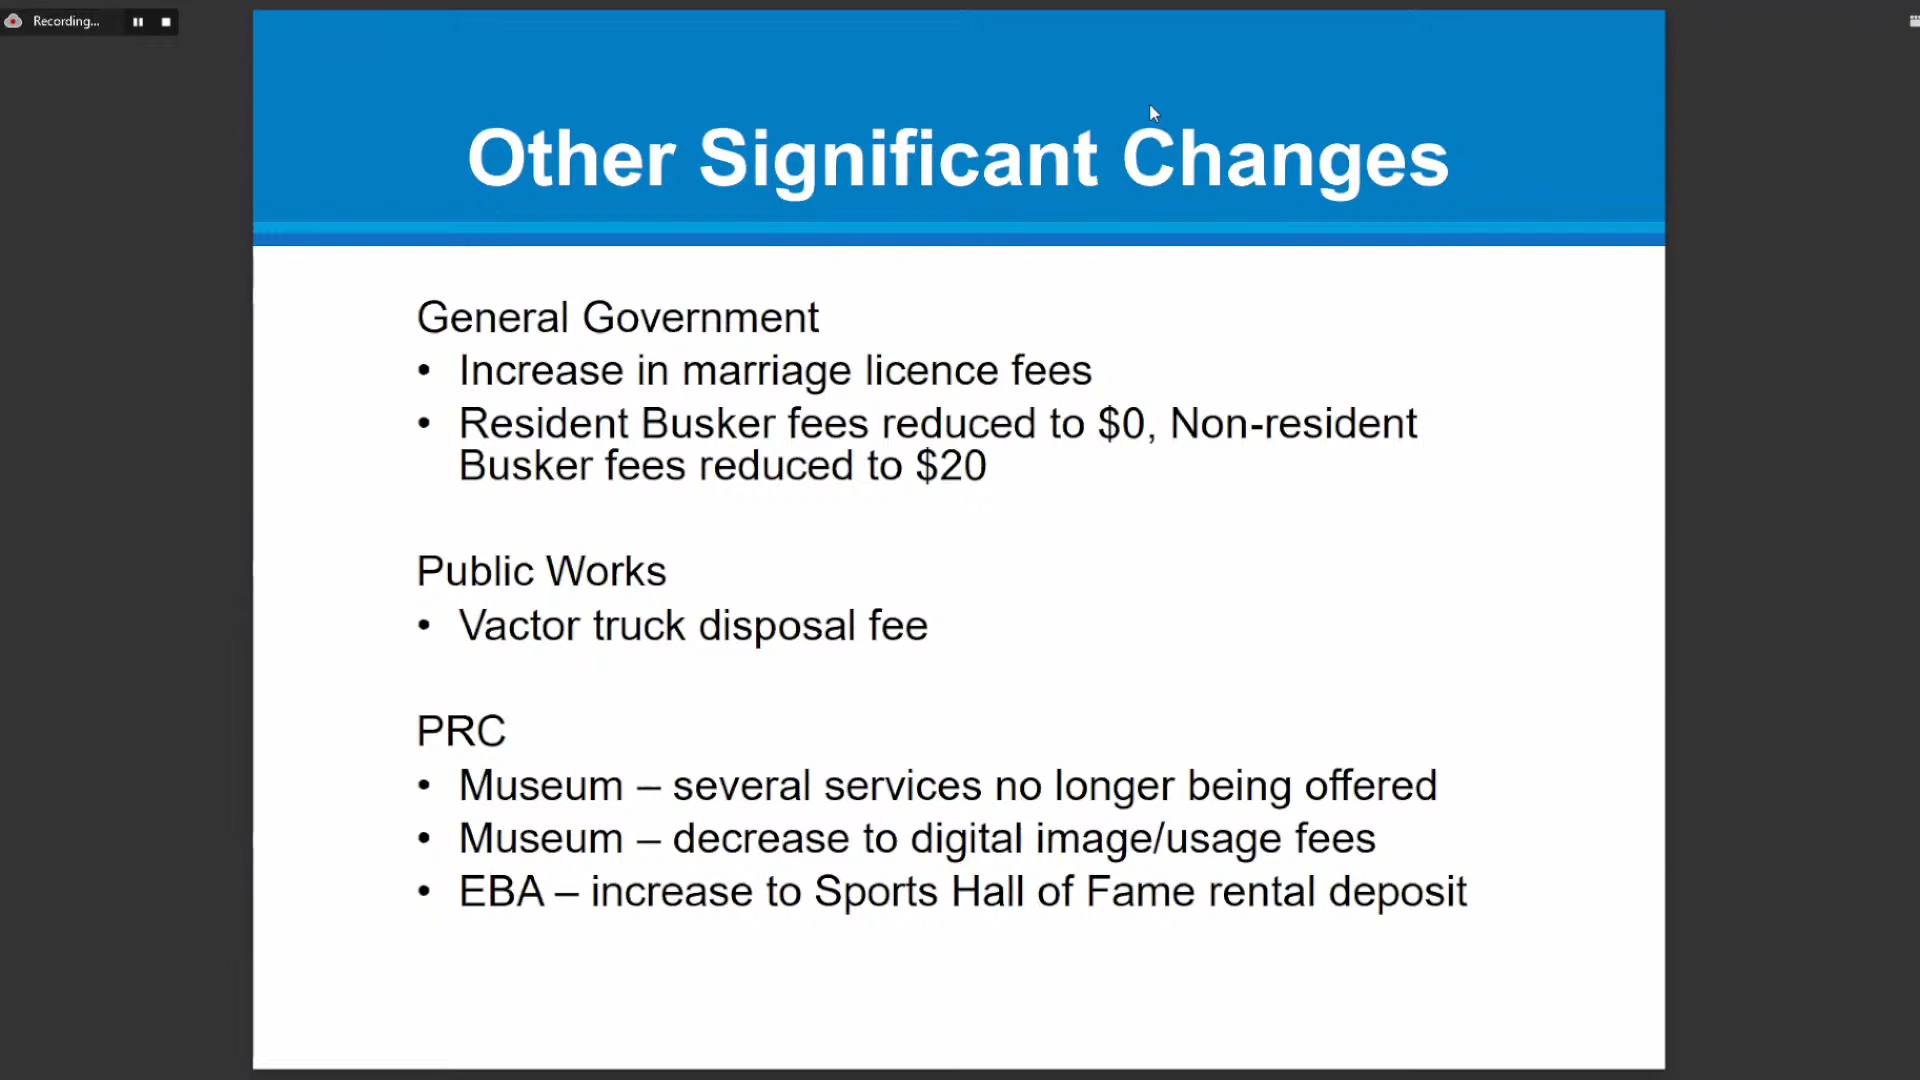 Recording...
Other Significant Changes
General Government
• Increase in marriage licence fees
• Resident Busker fees reduced to $0, Non-resident
Busker fees reduced to $20
Public Works
• Vactor truck disposal fee
PRC
• Museum – several services no longer being offered
• Museum – decrease to digital image/usage fees
• EBA – increase to Sports Hall of Fame rental deposit